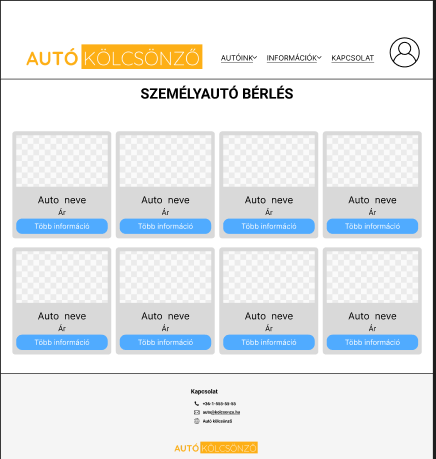 AUTÓ KÖLCSÖNZŐ
AUTÓINK INFORMÁCIÓK KAPCSOLAT
SZEMÉLYAUTÓ BÉRLÉS
Auto neve Auto neve Auto neve Auto neve
Ár Ár Ár Ár
Több információ Több információ Több információ Több információ
Auto neve Auto neve Auto neve Auto neve
Ár Ár Ár Ár
Több információ Több információ Több információ Több információ
Kapcsolat
+36-1-555-55-55
auto@kolcsonzo.hu
Autó kölcsönző
AUTÓ KÖLCSÖNZŐ